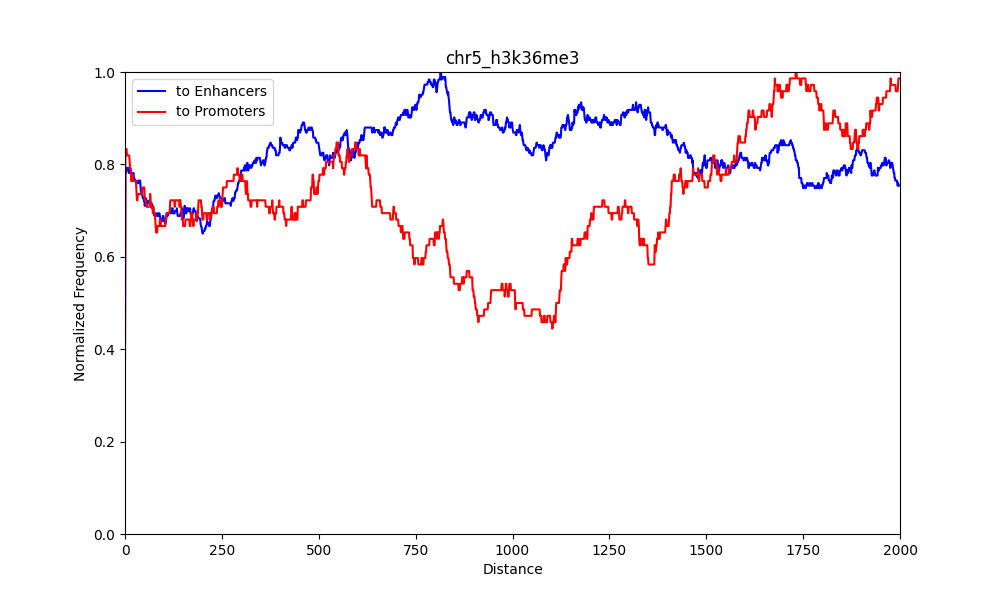 chr5_h3k36me3
to Enhancers
to Promoters
Normalized Frequency
1.0
0.8
0.6
0.4
0.2
0.0
0 250 500 750 1000 1250 1500 1750 2000
Distance